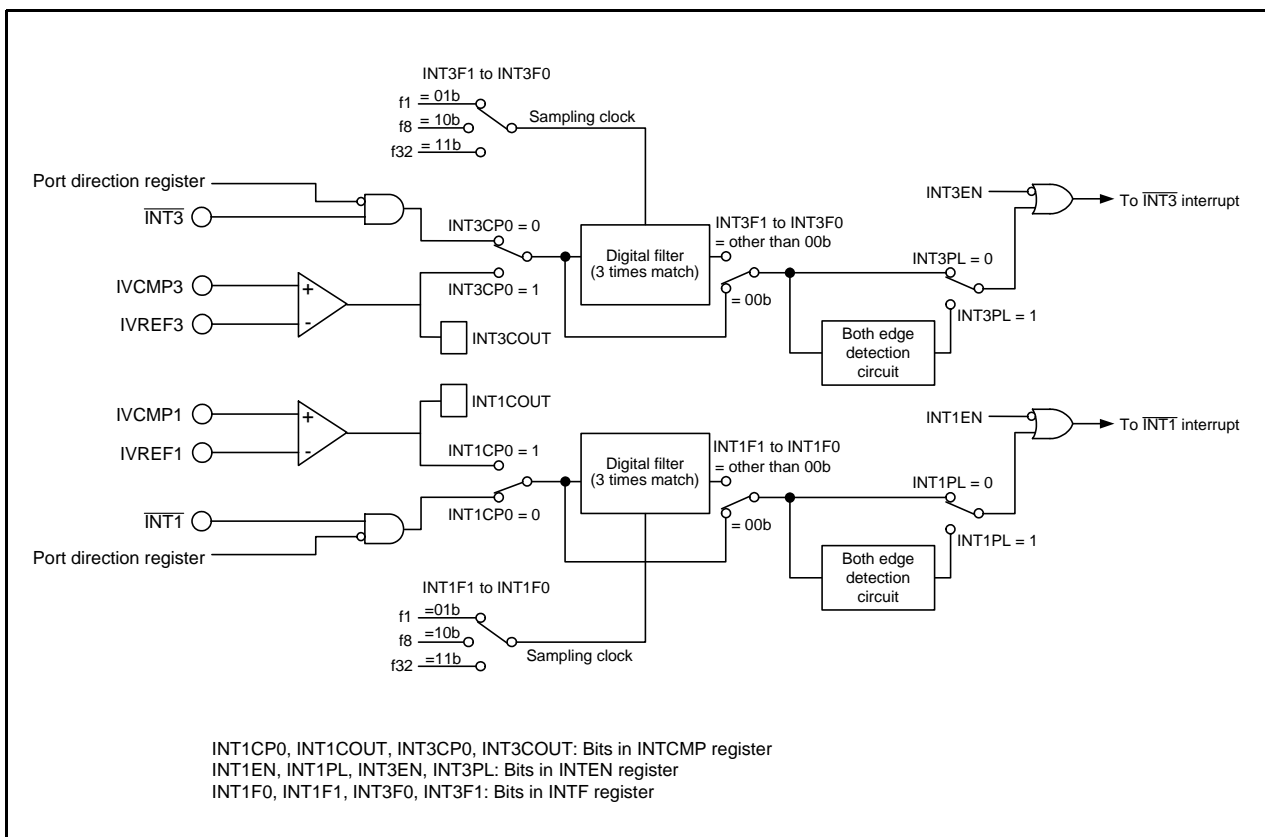 INT3F1 to INT3F0
f1 = 01b
f8 = 10b
f32 = 11b
Sampling clock
Port direction register
INT3
INT3CP0 = 0
INT3CP0 = 1
IVCMP3
IVREF3
+
-
INT3COUT
Digital filter
(3 times match)
INT3F1 to INT3F0
= other than 00b
= 00b
Both edge
detection
circuit
INT3EN
INT3PL = 0
INT3PL = 1
To INT3 interrupt
IVCMP1
IVREF1
+
-
INT1COUT
INT1CP0 = 1
INT1CP0 = 0
INT1
Port direction register
Digital filter
(3 times match)
INT1F1 to INT1F0
= other than 00b
= 00b
Both edge
detection
circuit
INT1EN
INT1PL = 0
INT1PL = 1
To INT1 interrupt
INT1F1 to INT1F0
f1 =01b
f8 =10b
f32 =11b
Sampling clock
INT1CP0, INT1COUT, INT3CP0, INT3COUT: Bits in INTCMP register
INT1EN, INT1PL, INT3EN, INT3PL: Bits in INTEN register
INT1F0, INT1F1, INT3F0, INT3F1: Bits in INTF register